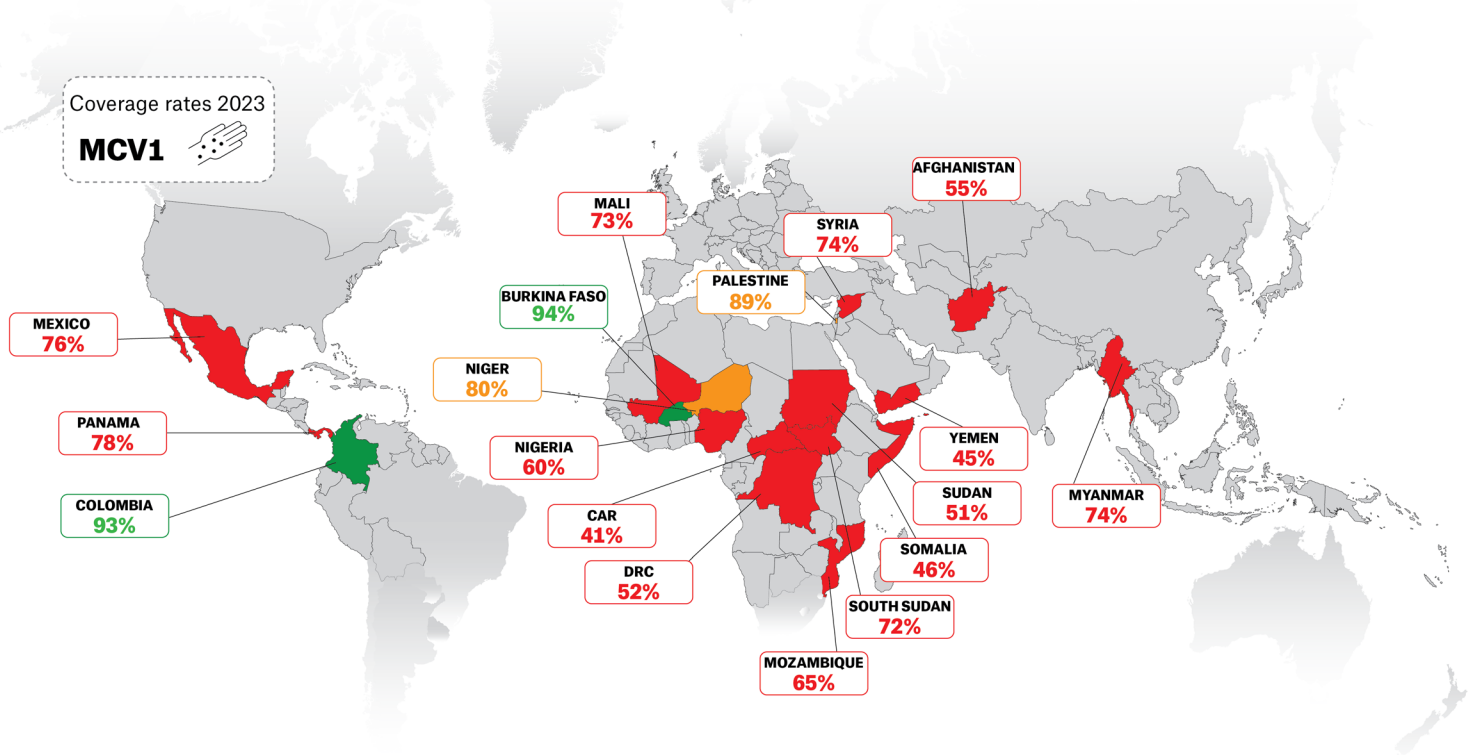 Coverage rates 2023
MCV1
AFGHANISTAN
55%
MALI
73%
SYRIA
74%
PALESTINE
89%
BURKINA FASO
94%
MEXICO
76%
NIGER
80%
PANAMA
78%
NIGERIA
60%
YEMEN
45%
COLOMBIA
93%
SUDAN
51%
MYANMAR
74%
CAR
41%
SOMALIA
46%
DRC
52%
SOUTH SUDAN
72%
MOZAMBIQUE
65%